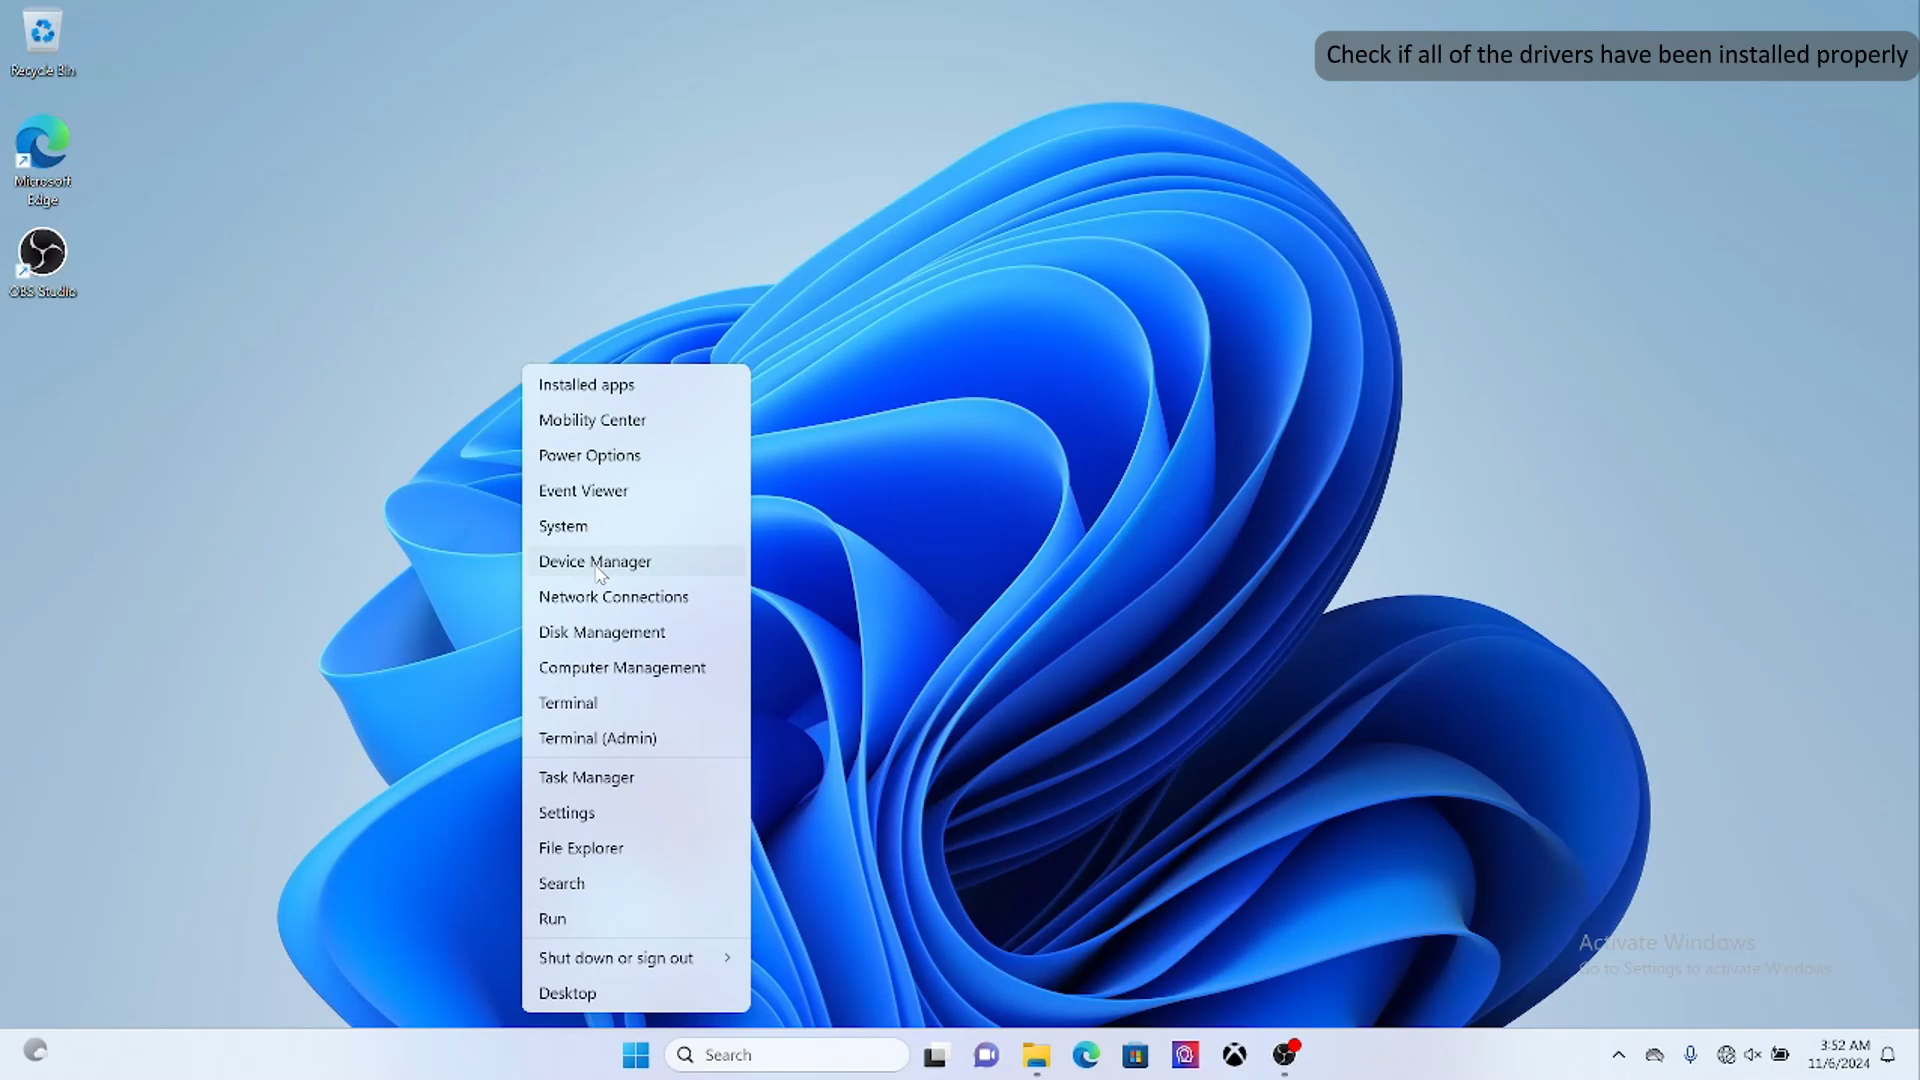 Recycle Bin
Microsoft
Edge
OBS Studio
Check if all of the drivers have been installed properly
Installed apps
Mobility Center
Power Options
Event Viewer
System
Device Manager
Network Connections
Disk Management
Computer Management
Terminal
Terminal (Admin)
Task Manager
Settings
File Explorer
Search
Run
Shut down or sign out
Desktop
Activate Windows
Go to Settings to activate Windows.
Search
3:52 AM
11/6/2024